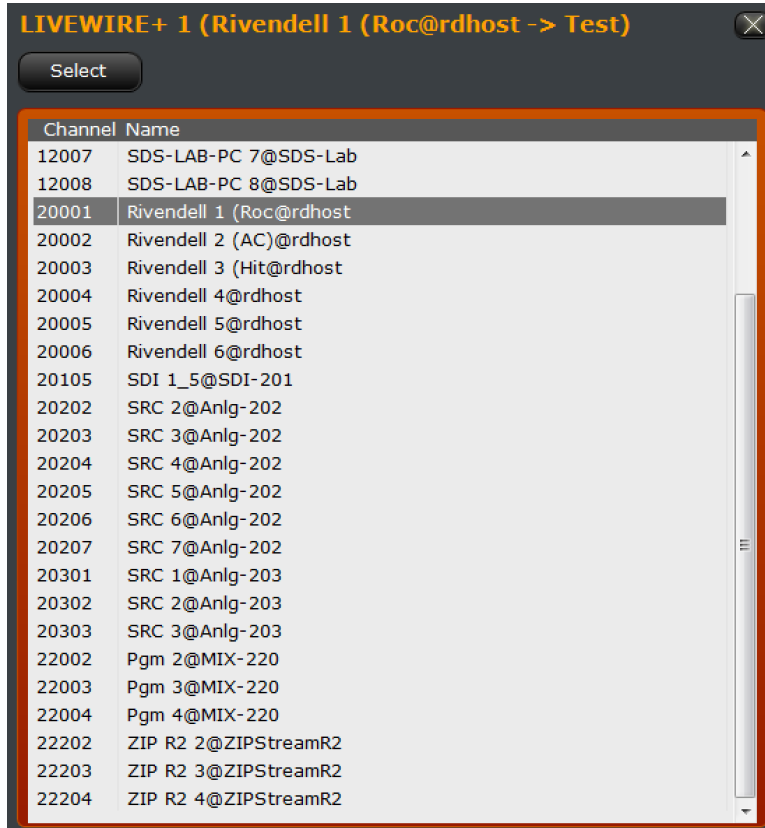 LIVEWIRE+ 1 (Rivendell 1 (Roc@rdhost -> Test)
Select
Channel Name
12007 SDS-LAB-PC 7@SDS-Lab
12008 SDS-LAB-PC 8@SDS-Lab
20001 Rivendell 1 (Roc@rdhost
20002 Rivendell 2 (AC)@rdhost
20003 Rivendell 3 (Hit@rdhost
20004 Rivendell 4@rdhost
20005 Rivendell 5@rdhost
20006 Rivendell 6@rdhost
20105 SDI 1_5@SDI-201
20202 SRC 2@Anlg-202
20203 SRC 3@Anlg-202
20204 SRC 4@Anlg-202
20205 SRC 5@Anlg-202
20206 SRC 6@Anlg-202
20207 SRC 7@Anlg-202
20301 SRC 1@Anlg-203
20302 SRC 2@Anlg-203
20303 SRC 3@Anlg-203
22002 Pgm 2@MIX-220
22003 Pgm 3@MIX-220
22004 Pgm 4@MIX-220
22202 ZIP R2 2@ZIPStreamR2
22203 ZIP R2 3@ZIPStreamR2
22204 ZIP R2 4@ZIPStreamR2